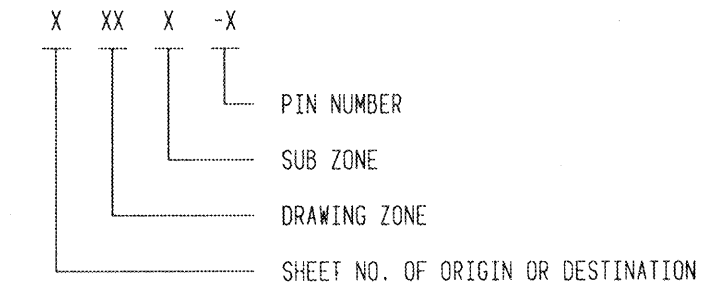 X XX X -X
PIN NUMBER
SUB ZONE
DRAWING ZONE
SHEET NO. OF ORIGIN OR DESTINATION